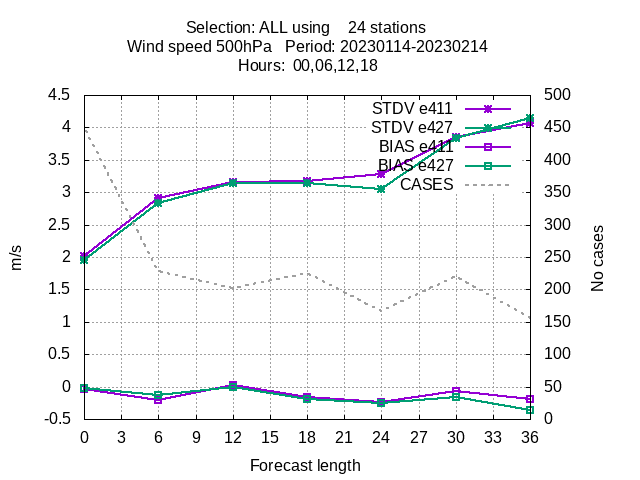 Selection: ALL using 24 stations
Wind speed 500hPa Period: 20230114-20230214
Hours: 00,06,12,18
4.5
4
3.5
3
2.5
2
1.5
1
0.5
0
-0.5
m/s
STDV e411
STDV e427
BIAS e411
BIAS e427
CASES
500
450
400
350
300
250
200
150
100
50
0
No cases
0 3 6 9 12 15 18 21 24 27 30 33 36
Forecast length